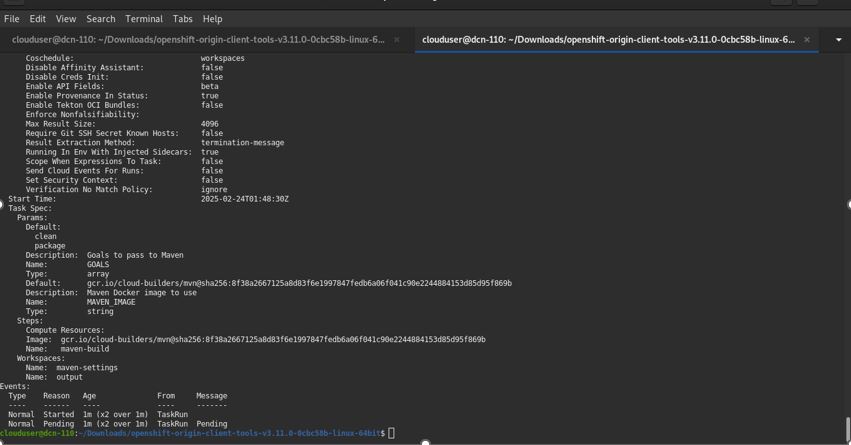 File Edit View Search Terminal Tabs Help
clouduser@dcn-110: ~/Downloads/openshift-origin-client-tools-v3.11.0-0cbc58b-linux-6... × clouduser@dcn-110: ~/Downloads/openshift-origin-client-tools-v3.11.0-0cbc58b-linux-6... ×
Coschedule: workspaces
Disable Affinity Assistant: false
Disable Creds Init: false
Enable API Fields: beta
Enable Provenance In Status: true
Enable Tekton OCI Bundles: false
Enforce Nonfalsifiability:
Max Result Size: 4096
Require Git SSH Secret Known Hosts: false
Result Extraction Method: termination-message
Running In Env With Injected Sidecars: true
Scope When Expressions To Task: false
Send Cloud Events For Runs: false
Set Security Context: false
Verification No Match Policy: ignore
Start Time: 2025-02-24T01:48:30Z
Task Spec:
Params:
Default:
clean
package
Description: Goals to pass to Maven
Name: GOALS
Type: array
Default: gcr.io/cloud-builders/mvn@sha256:8f38a2667125a8d83f6e1997847fedb6a06f041c90e2244884153d85d95f869b
Description: Maven Docker image to use
Name: MAVEN_IMAGE
Type: string
Steps:
Compute Resources:
Image: gcr.io/cloud-builders/mvn@sha256:8f38a2667125a8d83f6e1997847fedb6a06f041c90e2244884153d85d95f869b
Name: maven-build
Workspaces:
Name: maven-settings
Name: output
Events:
Type Reason Age From Message
---- ------ ---- ---- -------
Normal Started 1m (x2 over 1m) TaskRun
Normal Pending 1m (x2 over 1m) TaskRun Pending
clouduser@dcn-110:~/Downloads/openshift-origin-client-tools-v3.11.0-0cbc58b-linux-64bit$